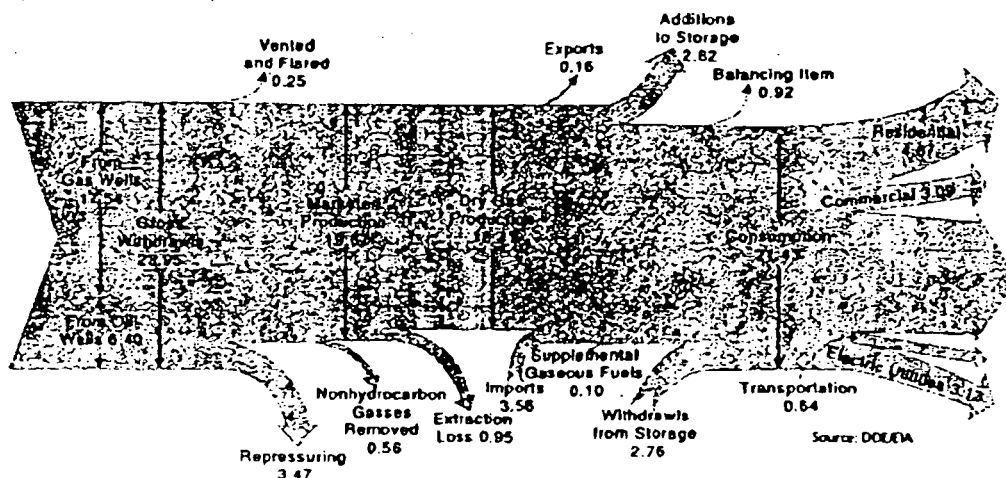 Vented
and Flared
0.25
Exports
0.16
Additions
to Storage
2.82
Balancing Item
0.92
From
Gas Wells
From Oil
Wells 6.40
Gross
Withdrawls
Marketed
Production
Dry Gas
Production
Consumption
Residential
Commercial 3.09
Electric Utilities
Repressuring
3.47
Nonhydrocarbon
Gases
Removed
0.56
Extraction
Loss 0.95
Imports
3.56
Supplemental
Gaseous Fuels
0.10
Withdrawls
from Storage
2.76
Transportation
0.64
Source: DOE/EIA